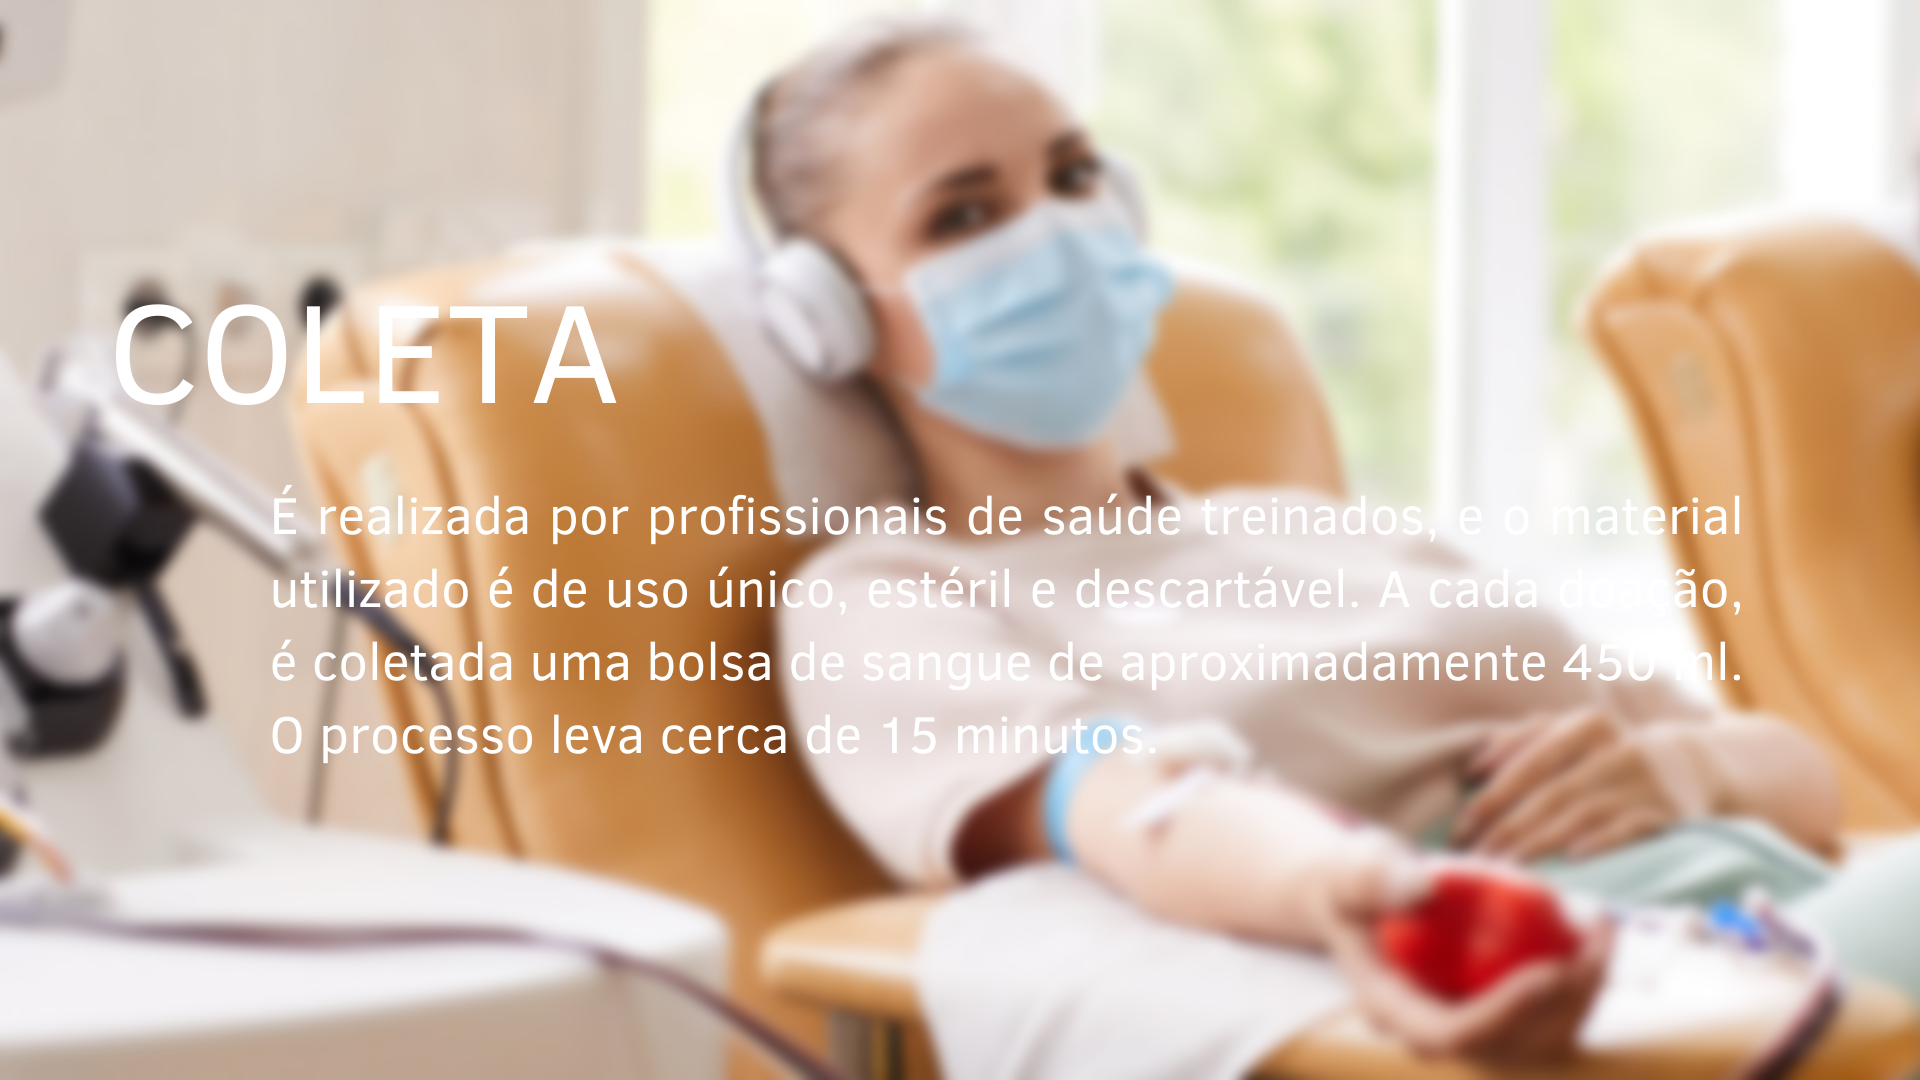 COLETA
É realizada por profissionais de saúde treinados, e o material
utilizado é de uso único, estéril e descartável. A cada doação,
é coletada uma bolsa de sangue de aproximadamente 450 ml.
O processo leva cerca de 15 minutos.